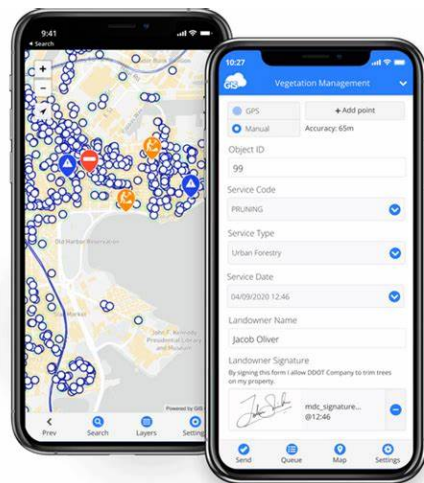 9:41
Search
+
−
Old Harbor Reservation
John F. Kennedy
Presidential Library
and Museum
Powered by GIS
Prev
Search
Layers
Settings
10:27
GIS
Vegetation Management
GPS
+Add point
Manual
Accuracy: 65m
Object ID
99
Service Code
PRUNING
Service Type
Urban Forestry
Service Date
04/09/2020 12:46
Landowner Name
Jacob Oliver
Landowner Signature
By signing this form I allow DDOT Company to trim trees
on my property.
mdc_signature...
@12:46
Send
Queue
Map
Settings